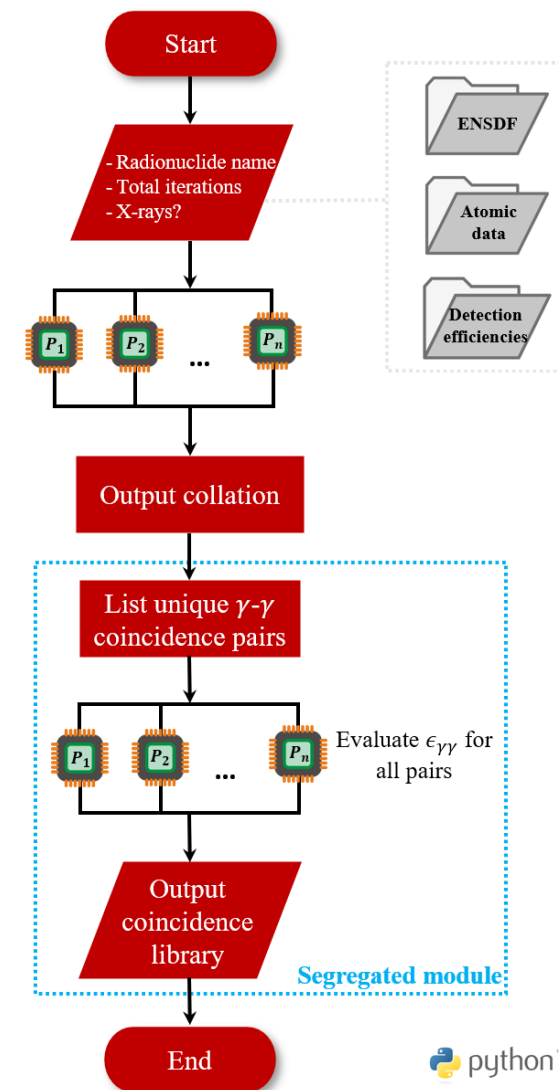 Start
- Radionuclide name
- Total iterations
- X-rays?
ENSDF
Atomic
data
Detection
efficiencies
P₁
P₂
...
Pₙ
Output collation
List unique γ-γ
coincidence pairs
P₁
P₂
...
Pₙ
Evaluate ϵγγ for
all pairs
Output
coincidence
library
Segregated module
End
python